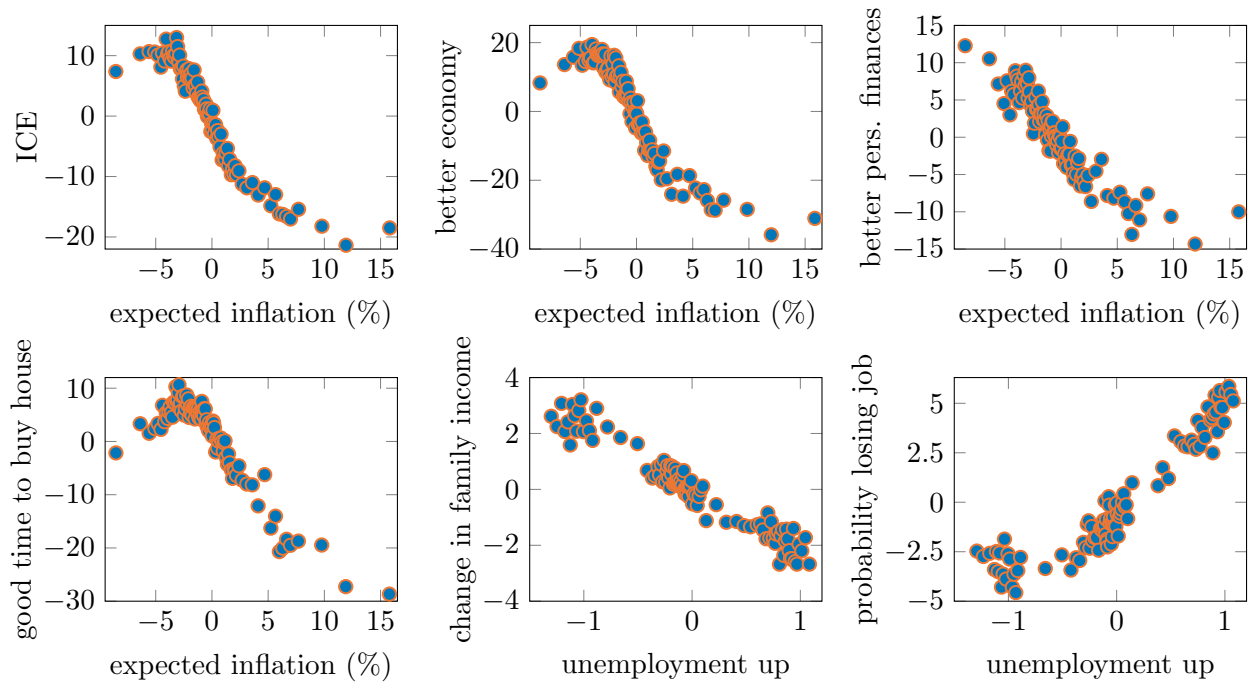 ICE
10
0
−10
−20
−5 0 5 10 15
expected inflation (%)
better economy
20
0
−20
−40
−5 0 5 10 15
expected inflation (%)
better pers. finances
15
10
5
0
−5
−10
−15
−5 0 5 10 15
expected inflation (%)
good time to buy house
10
0
−10
−20
−30
−5 0 5 10 15
expected inflation (%)
change in family income
4
2
0
−2
−4
−1 0 1
unemployment up
probability losing job
5
2.5
0
−2.5
−5
−1 0 1
unemployment up